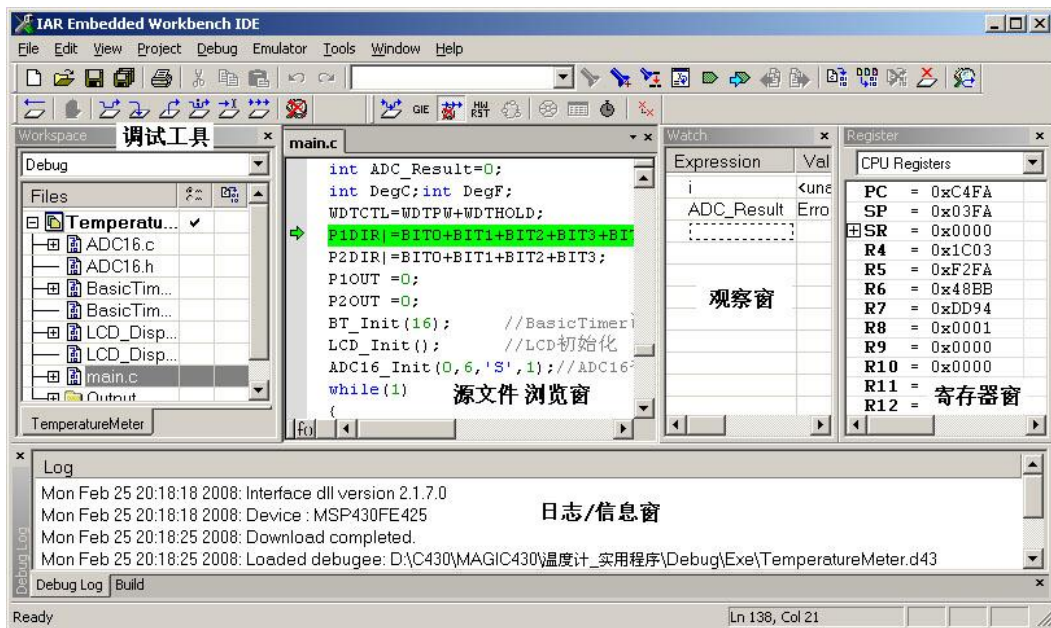 IAR Embedded Workbench IDE
File Edit View Project Debug Emulator Tools Window Help
GIE HW RST
Workspace
调试工具
Debug
Files
Temperatu...
ADC16.c
ADC16.h
BasicTim...
BasicTim...
LCD_Disp...
LCD_Disp...
main.c
Output
TemperatureMeter
main.c
int ADC_Result=0;
int DegC;int DegF;
WDTCTL=WDTPW+WDTHOLD;
P1DIR|=BIT0+BIT1+BIT2+BIT3+BIT
P2DIR|=BIT0+BIT1+BIT2+BIT3;
P1OUT =0;
P2OUT =0;
BT_Init(16); //BasicTimer
LCD_Init(); //LCD初始化
ADC16_Init(0,6,'S',1);//ADC16
while(1)
{
源文件 浏览窗
fo
Watch
Expression Val
i <una
ADC_Result Erro
观察窗
Register
CPU Registers
PC = 0xC4FA
SP = 0x03FA
SR = 0x0000
R4 = 0x1C03
R5 = 0xF2FA
R6 = 0x48BB
R7 = 0xDD94
R8 = 0x0001
R9 = 0x0000
R10 = 0x0000
R11 =
R12 =
寄存器窗
Log
Mon Feb 25 20:18:18 2008: Interface dll version 2.1.7.0
Mon Feb 25 20:18:18 2008: Device : MSP430FE425
Mon Feb 25 20:18:25 2008: Download completed.
Mon Feb 25 20:18:25 2008: Loaded debugee: D:\C430\MAGIC430\温度计_实用程序\Debug\Exe\TemperatureMeter.d43
日志/信息窗
Debug Log
Debug Log Build
Ready
Ln 138, Col 21